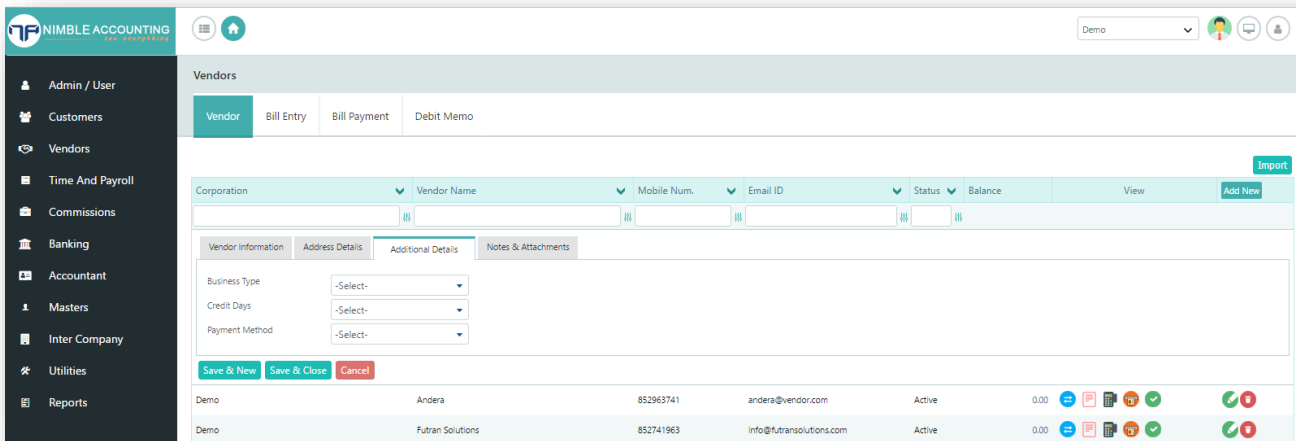 NIMBLE ACCOUNTING
see everything
Demo
Admin / User
Customers
Vendors
Time And Payroll
Commissions
Banking
Accountant
Masters
Inter Company
Utilities
Reports
Vendors
Vendor Bill Entry Bill Payment Debit Memo
Import
Corporation Vendor Name Mobile Num. Email ID Status Balance View Add New
Vendor Information Address Details Additional Details Notes & Attachments
Business Type -Select-
Credit Days -Select-
Payment Method -Select-
Save & New Save & Close Cancel
Demo Andera 852963741 andera@vendor.com Active 0.00
Demo Futran Solutions 852741963 info@futransolutions.com Active 0.00